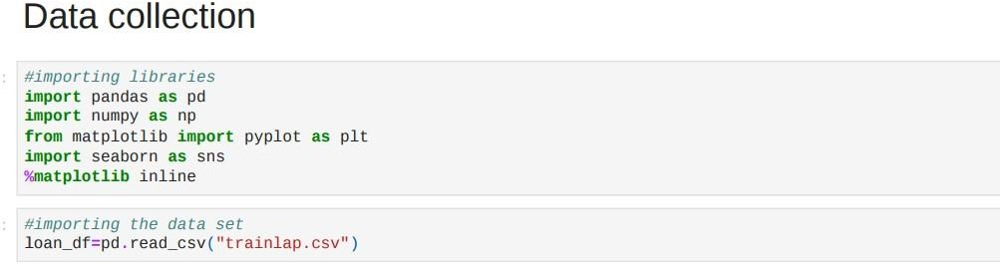 Data collection
#importing libraries
import pandas as pd
import numpy as np
from matplotlib import pyplot as plt
import seaborn as sns
%matplotlib inline
#importing the data set
loan_df=pd.read_csv("trainlap.csv")